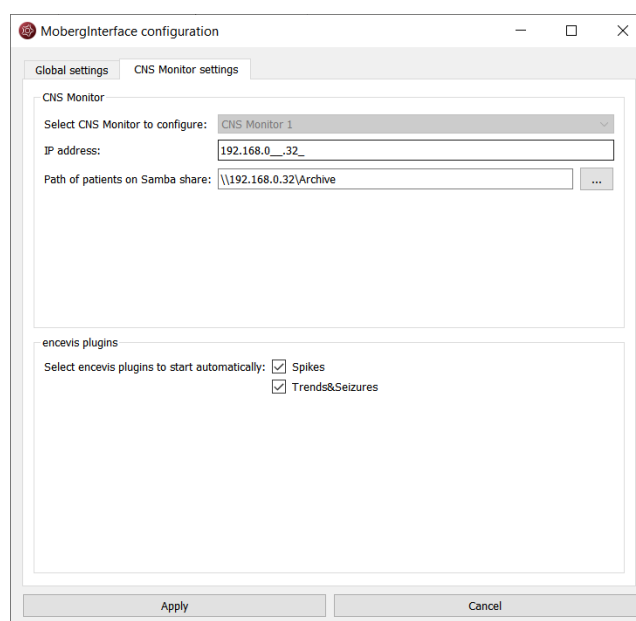 MobergInterface configuration
Global settings CNS Monitor settings
CNS Monitor
Select CNS Monitor to configure: CNS Monitor 1
IP address: 192.168.0__.32_
Path of patients on Samba share: \\192.168.0.32\Archive ...
encevis plugins
Select encevis plugins to start automatically: Spikes
Trends&Seizures
Apply Cancel